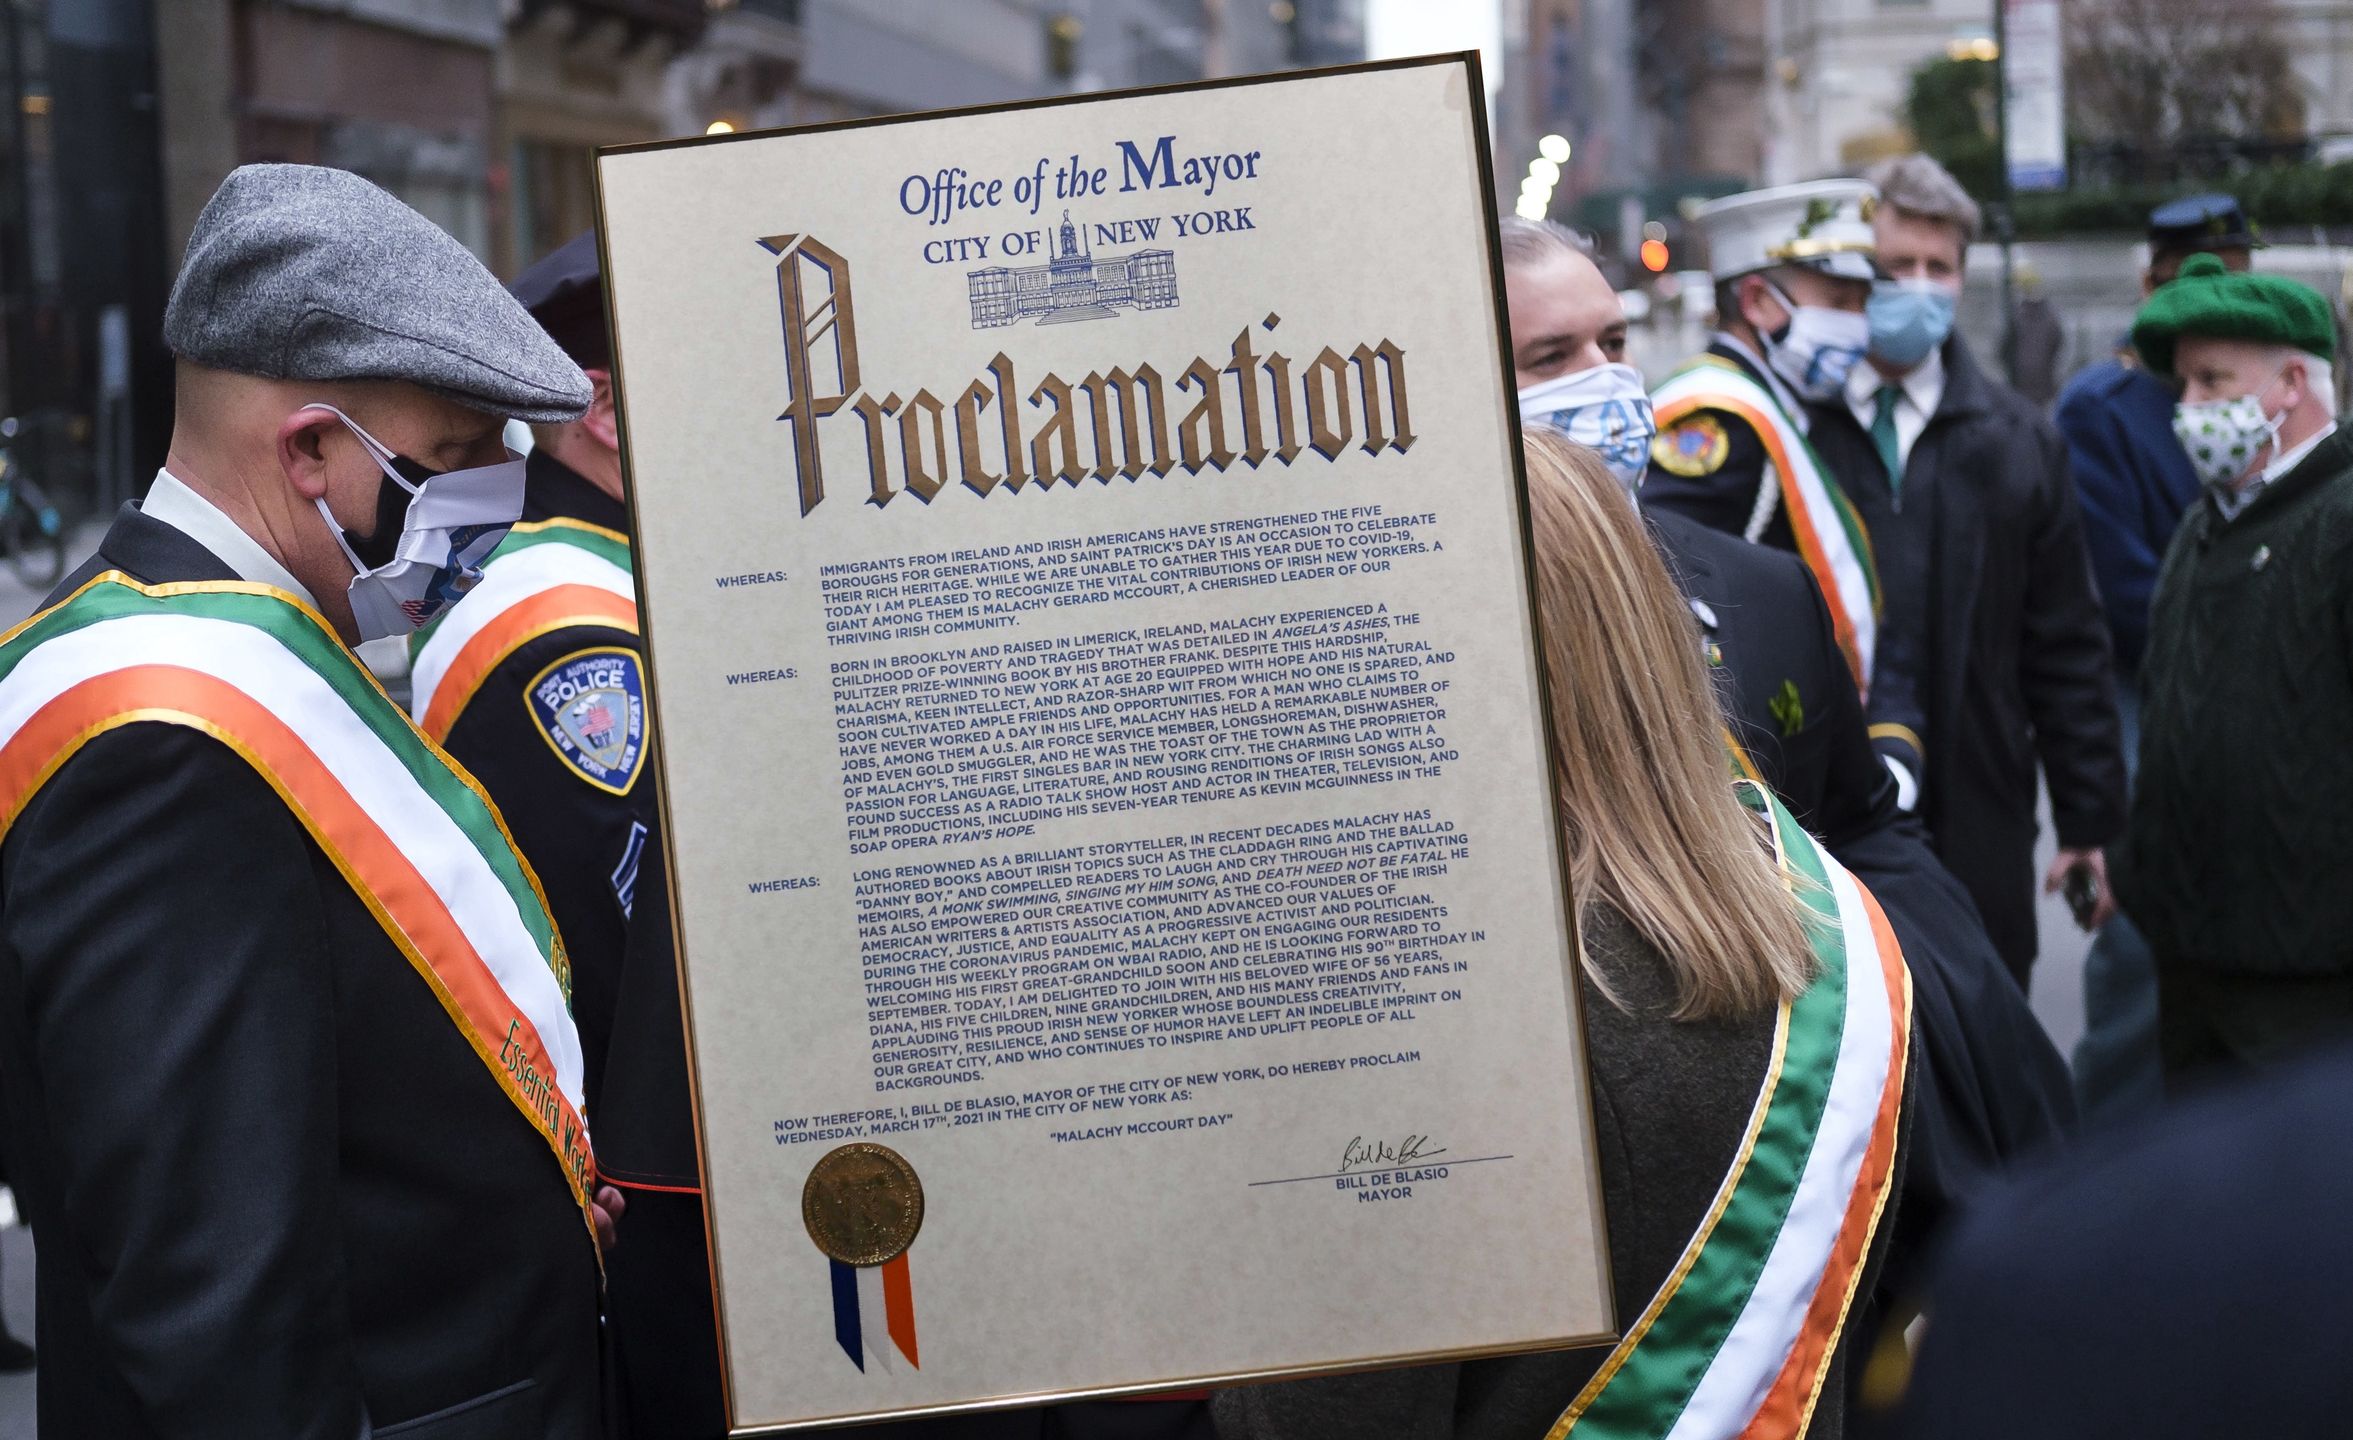 Office of the Mayor
CITY OF NEW YORK
Proclamation
WHEREAS: IMMIGRANTS FROM IRELAND AND IRISH AMERICANS HAVE STRENGTHENED THE FIVE
BOROUGHS FOR GENERATIONS, AND SAINT PATRICK'S DAY IS AN OCCASION TO CELEBRATE
THEIR RICH HERITAGE. WHILE WE ARE UNABLE TO GATHER THIS YEAR DUE TO COVID-19,
TODAY I AM PLEASED TO RECOGNIZE THE VITAL CONTRIBUTIONS OF IRISH NEW YORKERS. A
GIANT AMONG THEM IS MALACHY GERARD MCCOURT, A CHERISHED LEADER OF OUR
THRIVING IRISH COMMUNITY.
WHEREAS: BORN IN BROOKLYN AND RAISED IN LIMERICK, IRELAND, MALACHY EXPERIENCED A
CHILDHOOD OF POVERTY AND TRAGEDY THAT WAS DETAILED IN ANGELA'S ASHES, THE
PULITZER PRIZE-WINNING BOOK BY HIS BROTHER FRANK. DESPITE THIS HARDSHIP,
MALACHY RETURNED TO NEW YORK AT AGE 20 EQUIPPED WITH HOPE AND HIS NATURAL
CHARISMA, KEEN INTELLECT, AND RAZOR-SHARP WIT FROM WHICH NO ONE IS SPARED, AND
SOON CULTIVATED AMPLE FRIENDS AND OPPORTUNITIES. FOR A MAN WHO CLAIMS TO
HAVE NEVER WORKED A DAY IN HIS LIFE, MALACHY HAS HELD A REMARKABLE NUMBER OF
JOBS, AMONG THEM A U.S. AIR FORCE SERVICE MEMBER, LONGSHOREMAN, DISHWASHER,
AND EVEN GOLD SMUGGLER, AND HE WAS THE TOAST OF THE TOWN AS THE PROPRIETOR
OF MALACHY'S, THE FIRST SINGLES BAR IN NEW YORK CITY. THE CHARMING LAD WITH A
PASSION FOR LANGUAGE, LITERATURE, AND ROUSING RENDITIONS OF IRISH SONGS ALSO
FOUND SUCCESS AS A RADIO TALK SHOW HOST AND ACTOR IN THEATER, TELEVISION, AND
FILM PRODUCTIONS, INCLUDING HIS SEVEN-YEAR TENURE AS KEVIN MCGUINNESS IN THE
SOAP OPERA RYAN'S HOPE.
WHEREAS: LONG RENOWNED AS A BRILLIANT STORYTELLER, IN RECENT DECADES MALACHY HAS
AUTHORED BOOKS ABOUT IRISH TOPICS SUCH AS THE CLADDAGH RING AND THE BALLAD
"DANNY BOY," AND COMPELLED READERS TO LAUGH AND CRY THROUGH HIS CAPTIVATING
MEMOIRS, A MONK SWIMMING, SINGING MY HIM SONG, AND DEATH NEED NOT BE FATAL. HE
HAS ALSO EMPOWERED OUR CREATIVE COMMUNITY AS THE CO-FOUNDER OF THE IRISH
AMERICAN WRITERS & ARTISTS ASSOCIATION, AND ADVANCED OUR VALUES OF
DEMOCRACY, JUSTICE, AND EQUALITY AS A PROGRESSIVE ACTIVIST AND POLITICIAN.
DURING THE CORONAVIRUS PANDEMIC, MALACHY KEPT ON ENGAGING OUR RESIDENTS
THROUGH HIS WEEKLY PROGRAM ON WBAI RADIO, AND HE IS LOOKING FORWARD TO
WELCOMING HIS FIRST GREAT-GRANDCHILD SOON AND CELEBRATING HIS 90TH BIRTHDAY IN
SEPTEMBER. TODAY, I AM DELIGHTED TO JOIN WITH HIS BELOVED WIFE OF 56 YEARS,
DIANA, HIS FIVE CHILDREN, NINE GRANDCHILDREN, AND HIS MANY FRIENDS AND FANS IN
APPLAUDING THIS PROUD IRISH NEW YORKER WHOSE BOUNDLESS CREATIVITY,
GENEROSITY, RESILIENCE, AND SENSE OF HUMOR HAVE LEFT AN INDELIBLE IMPRINT ON
OUR GREAT CITY, AND WHO CONTINUES TO INSPIRE AND UPLIFT PEOPLE OF ALL
BACKGROUNDS.
NOW THEREFORE, I, BILL DE BLASIO, MAYOR OF THE CITY OF NEW YORK, DO HEREBY PROCLAIM
WEDNESDAY, MARCH 17TH, 2021 IN THE CITY OF NEW YORK AS:
"MALACHY MCCOURT DAY"
Bill de Blasio
BILL DE BLASIO
MAYOR
PORT AUTHORITY
POLICE
NEW YORK NEW JERSEY
Essential